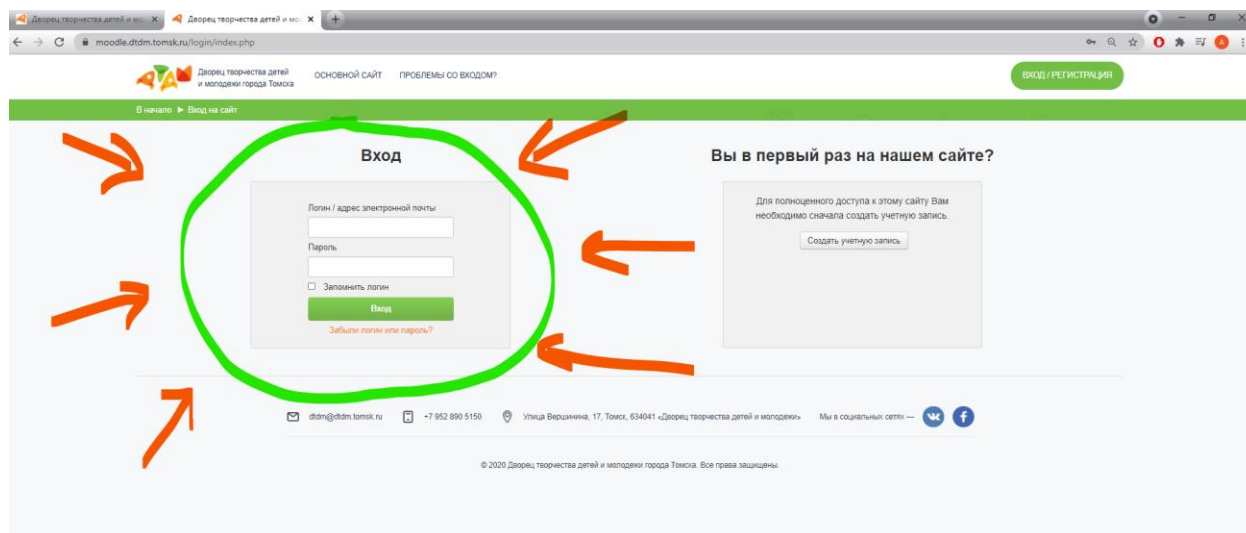 Дворец творчества детей и мо
Дворец творчества детей и мо
moodle.dtdm.tomsk.ru/login/index.php
Дворец творчества детей
и молодежи города Томска
ОСНОВНОЙ САЙТ
ПРОБЛЕМЫ СО ВХОДОМ?
ВХОД / РЕГИСТРАЦИЯ
В начало ► Вход на сайт
Вход
Логин / адрес электронной почты
Пароль
Запомнить логин
Вход
Забыли логин или пароль?
Вы в первый раз на нашем сайте?
Для полноценного доступа к этому сайту Вам
необходимо сначала создать учетную запись.
Создать учетную запись
dtdm@dtdm.tomsk.ru
+7 952 890 5150
Улица Вершинина, 17, Томск, 634041 «Дворец творчества детей и молодежи»
Мы в социальных сетях —
© 2020 Дворец творчества детей и молодежи города Томска. Все права защищены.